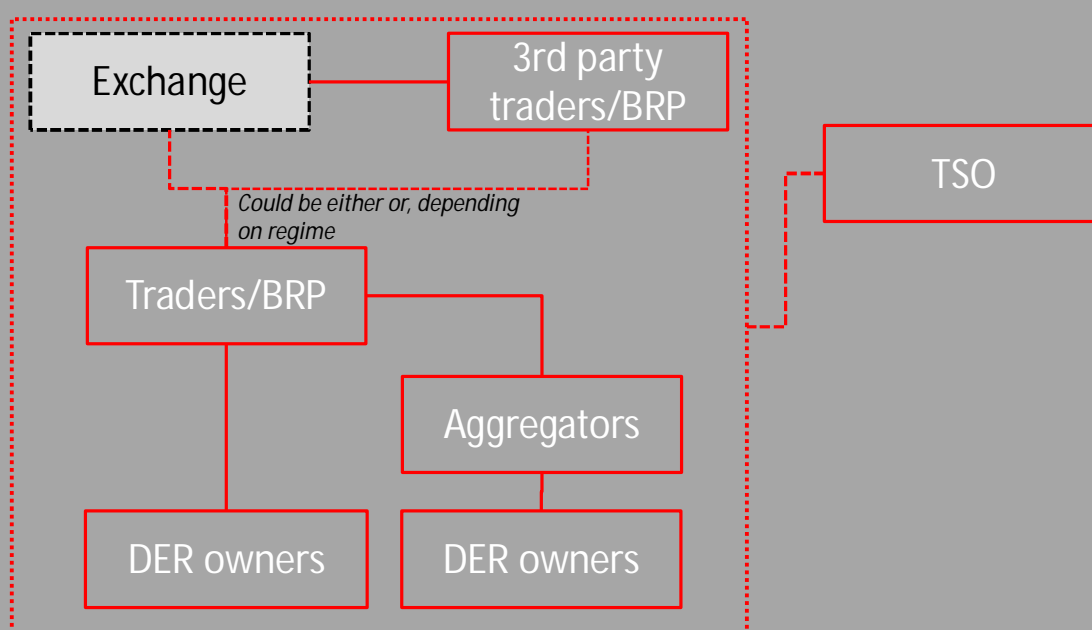 Exchange
3rd party
traders/BRP
TSO
Could be either or, depending
on regime
Traders/BRP
Aggregators
DER owners
DER owners